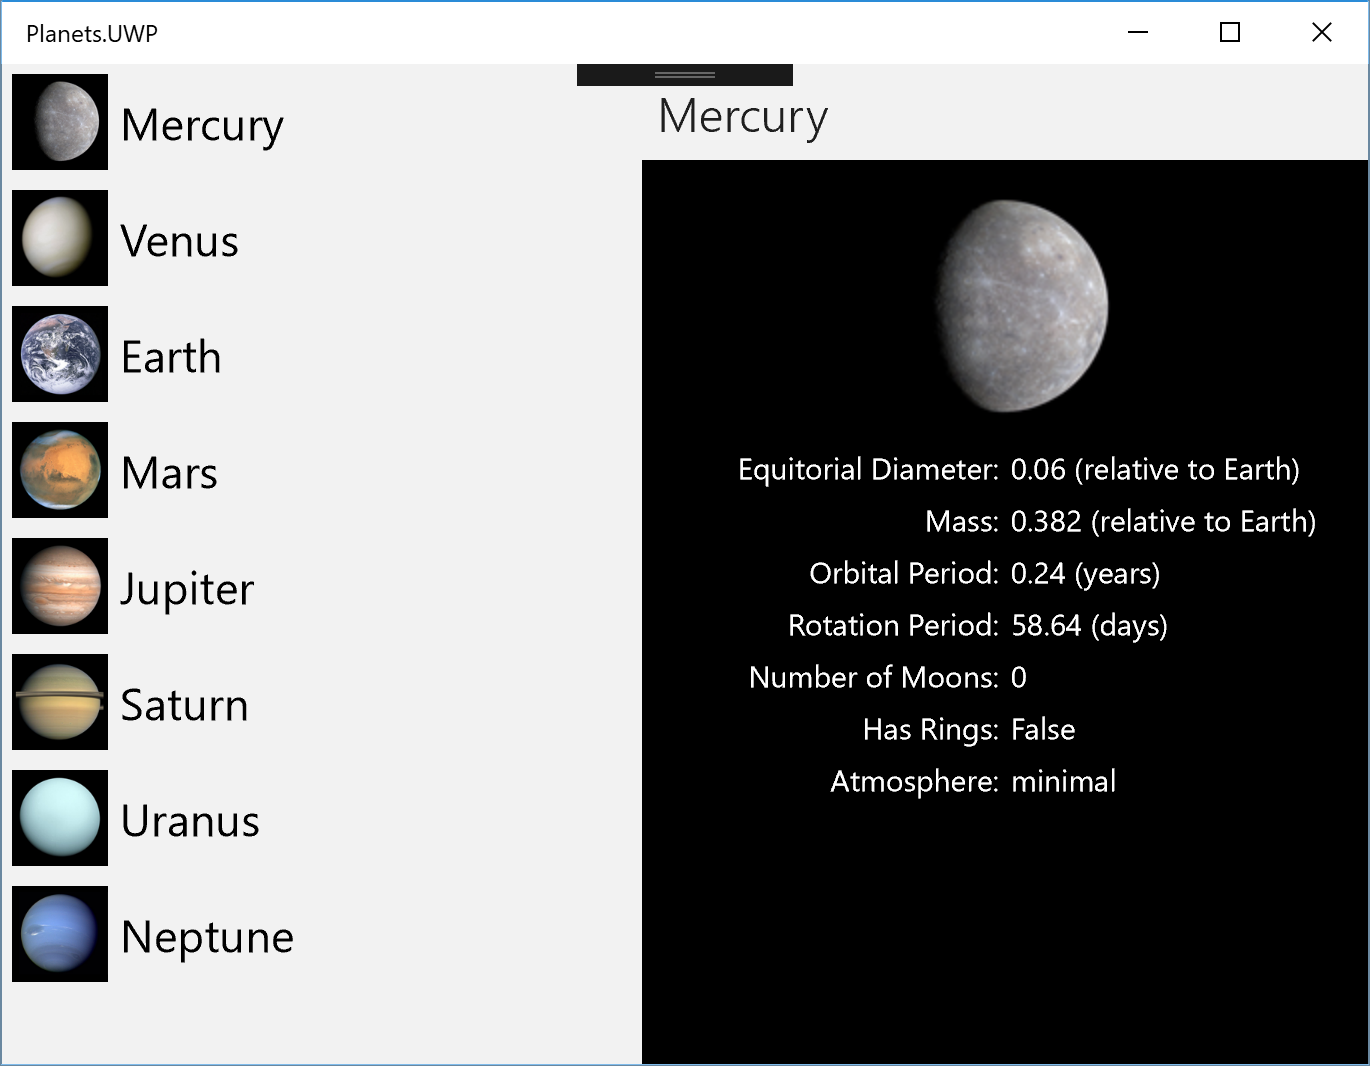 Planets.UWP
Mercury
Venus
Earth
Mars
Jupiter
Saturn
Uranus
Neptune
Mercury
Equitorial Diameter: 0.06 (relative to Earth)
Mass: 0.382 (relative to Earth)
Orbital Period: 0.24 (years)
Rotation Period: 58.64 (days)
Number of Moons: 0
Has Rings: False
Atmosphere: minimal